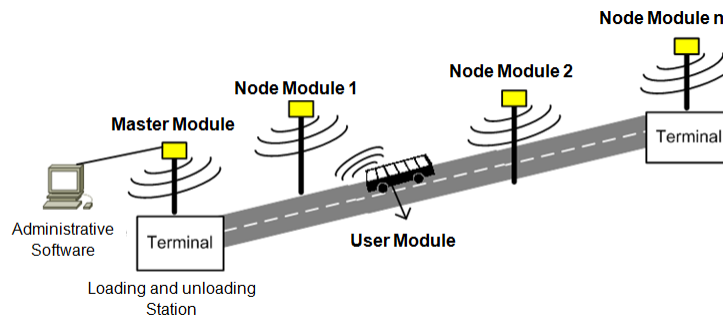 Node Module n
Node Module 2
Node Module 1
Master Module
Terminal
Administrative
Software
Terminal
User Module
Loading and unloading
Station